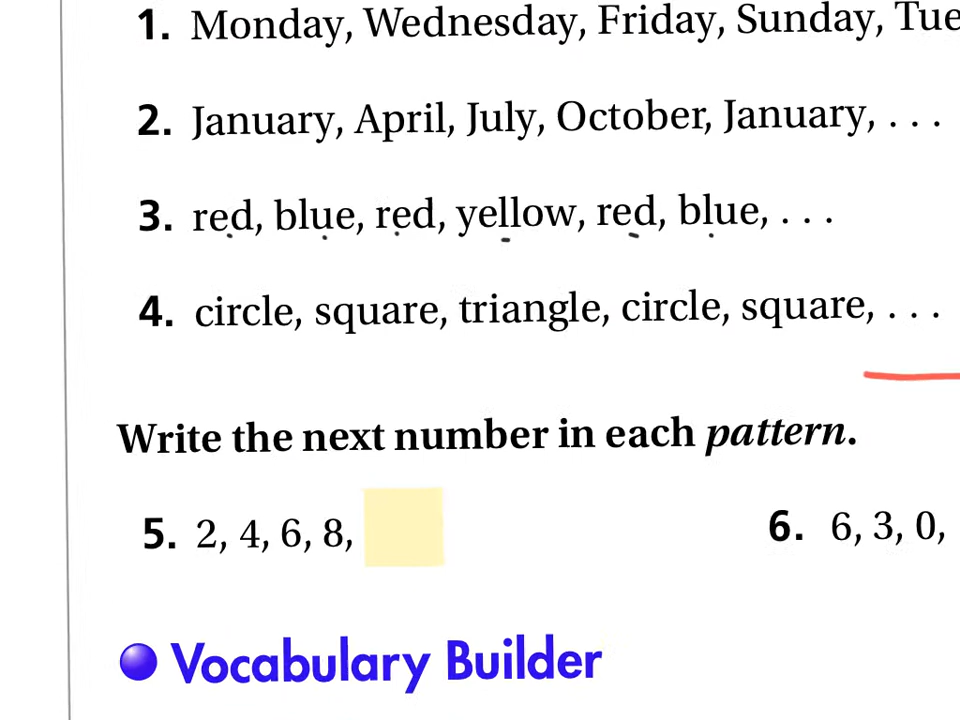 1. Monday, Wednesday, Friday, Sunday,
2. January, April, July, October, January, . . .
3. red, blue, red, yellow, red, blue, . . .
4. circle, square, triangle, circle, square, . . .
Write the next number in each pattern.
5. 2, 4, 6, 8,
6. 6, 3, 0,
Vocabulary Builder